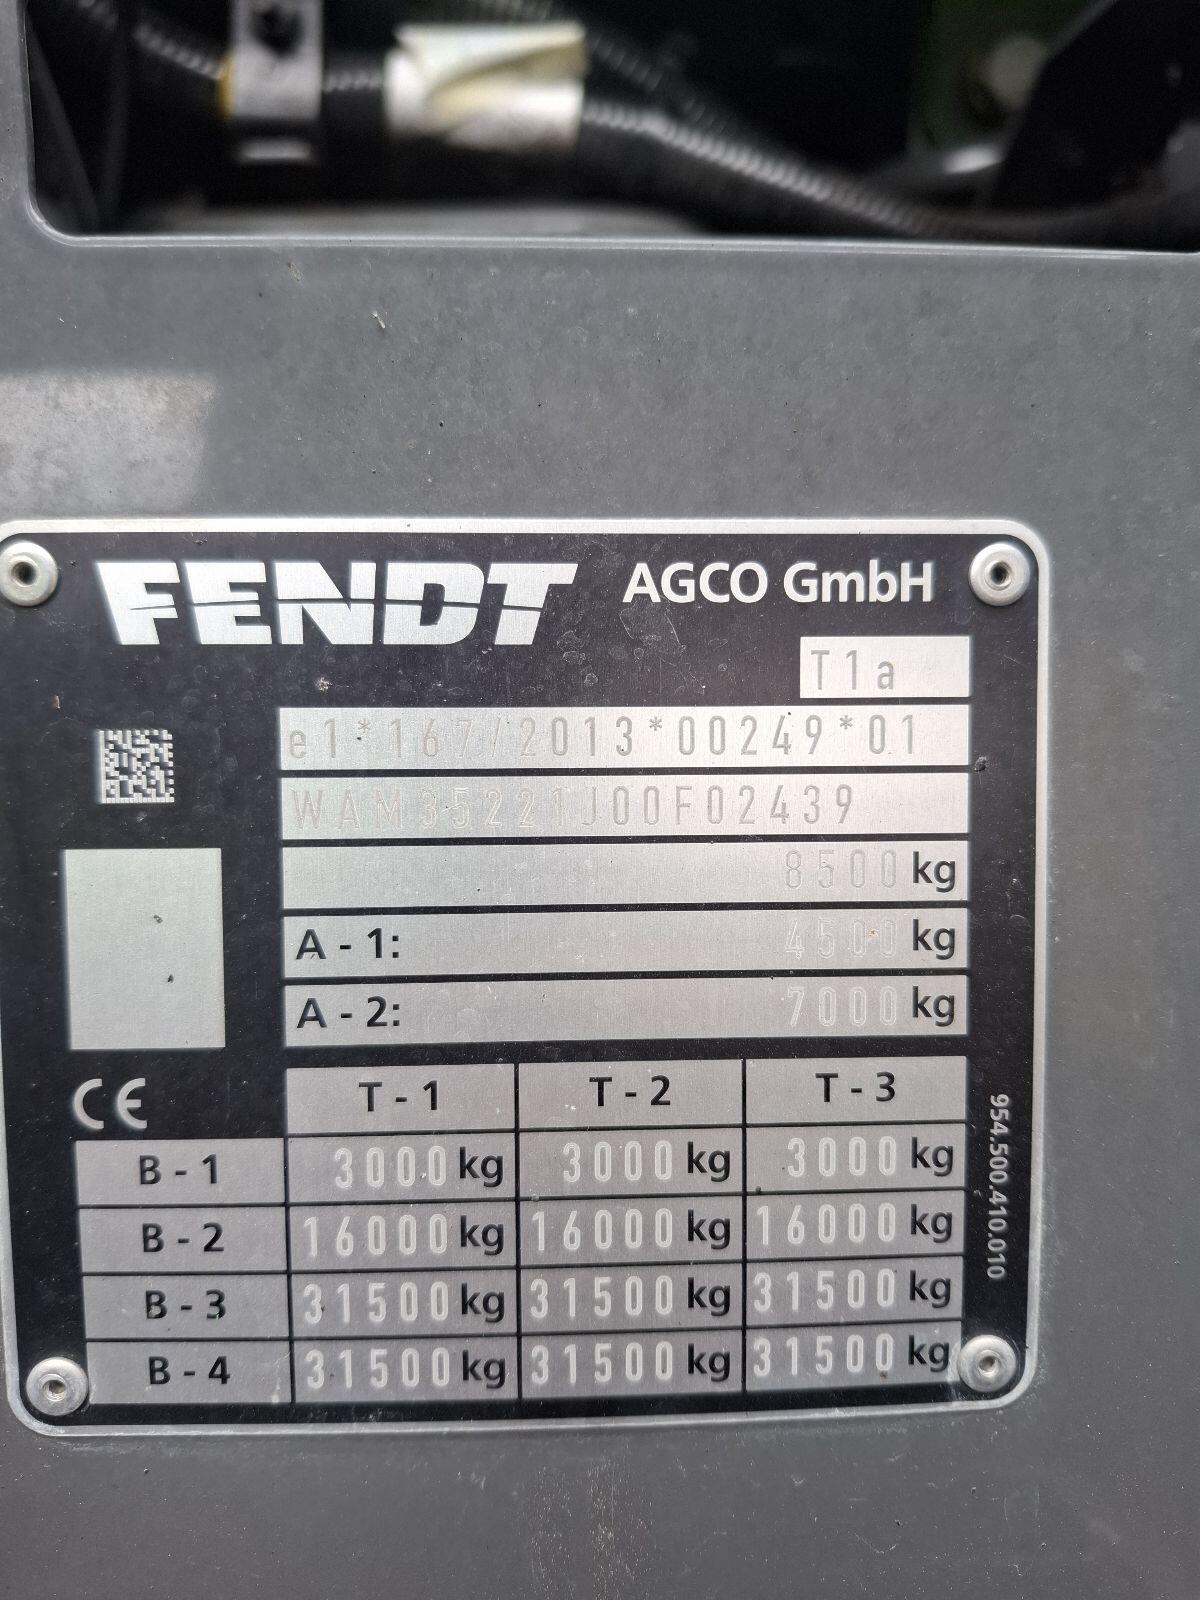 FENDT AGCO GmbH
T1a
e1*167/2013*00249*01
WAM35221J00F02439
8500 kg
A - 1: 4500 kg
A - 2: 7000 kg
CE T - 1 T - 2 T - 3
B - 1 3000 kg 3000 kg 3000 kg
B - 2 16000 kg 16000 kg 16000 kg
B - 3 31500 kg 31500 kg 31500 kg
B - 4 31500 kg 31500 kg 31500 kg
954.500.410.010